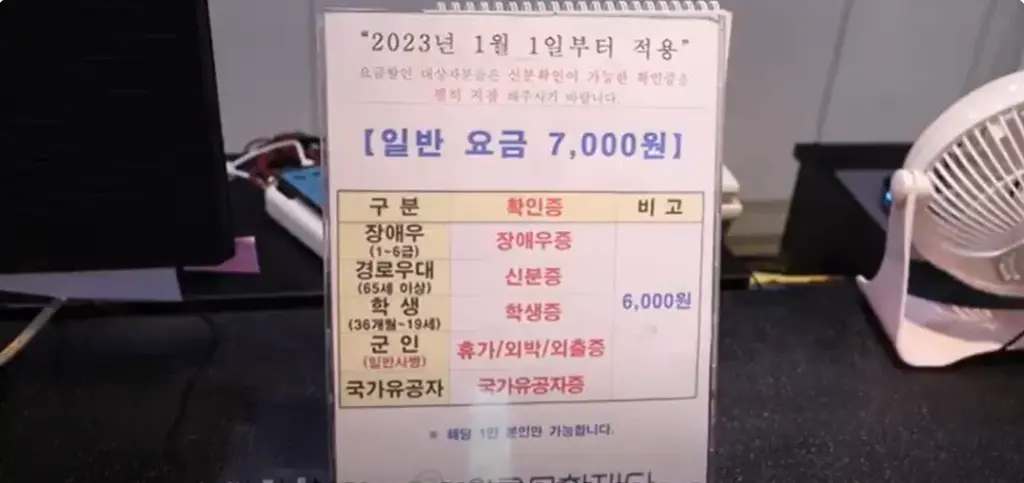 “2023년 1월 1일부터 적용”
요금할인 대상자분들은 신분확인이 가능한 확인증을
필히 지참 해주시기 바랍니다.
【일반 요금 7,000원】
구 분 확인증 비 고
장애우 장애우증
(1~6급)
경로우대 신분증
(65세 이상)
6,000원
학 생 학생증
(36개월~19세)
군 인 휴가/외박/외출증
(일반사병)
국가유공자 국가유공자증
※ 해당 1인 본인만 가능합니다.